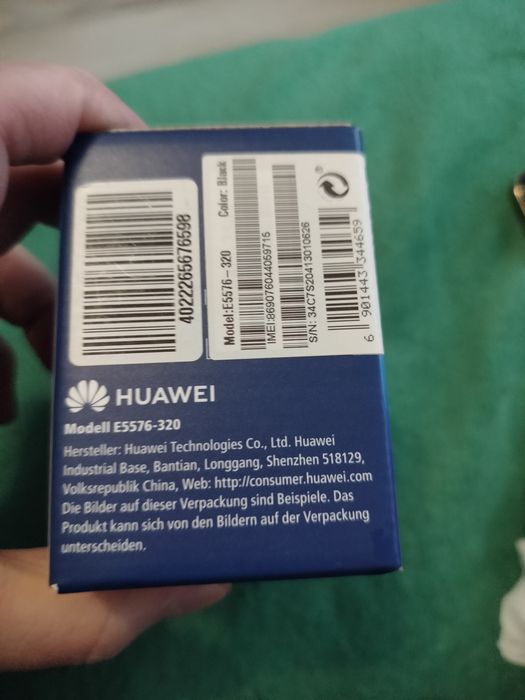 4022265676598
Model:E5576-320 Color: Black
IMEI:869076044059715
S/N: 34C7S20413010626
6 901443 344659
HUAWEI
Modell E5576-320
Hersteller: Huawei Technologies Co., Ltd. Huawei
Industrial Base, Bantian, Longgang, Shenzhen 518129,
Volksrepublik China, Web: http://consumer.huawei.com
Die Bilder auf dieser Verpackung sind Beispiele. Das
Produkt kann sich von den Bildern auf der Verpackung
unterscheiden.